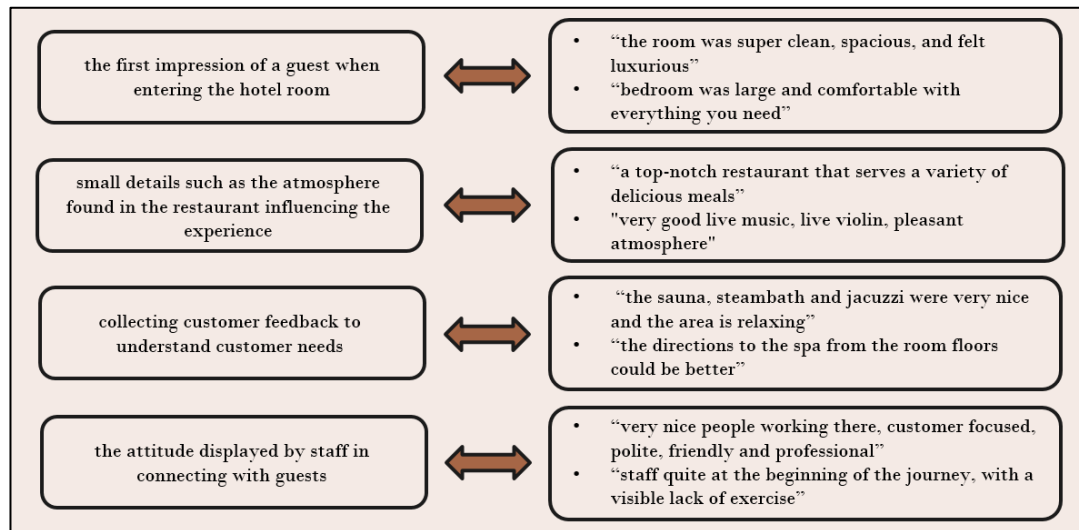 the first impression of a guest when
entering the hotel room
• “the room was super clean, spacious, and felt
luxurious”
• “bedroom was large and comfortable with
everything you need”
small details such as the atmosphere
found in the restaurant influencing the
experience
• “a top-notch restaurant that serves a variety of
delicious meals”
• "very good live music, live violin, pleasant
atmosphere"
collecting customer feedback to
understand customer needs
• “the sauna, steambath and jacuzzi were very nice
and the area is relaxing”
• “the directions to the spa from the room floors
could be better”
the attitude displayed by staff in
connecting with guests
• “very nice people working there, customer focused,
polite, friendly and professional”
• “staff quite at the beginning of the journey, with a
visible lack of exercise”